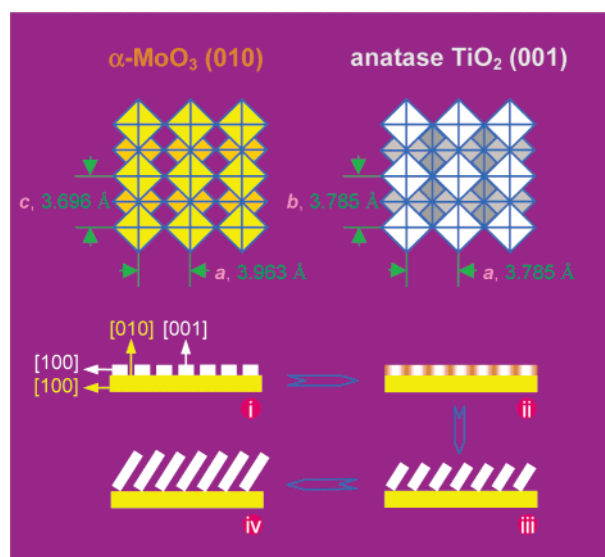 α-MoO₃ (010) anatase TiO₂ (001)
c, 3.696 Å b, 3.785 Å
a, 3.963 Å a, 3.785 Å
[010] [001]
[100]
[100]
i ii
iv iii